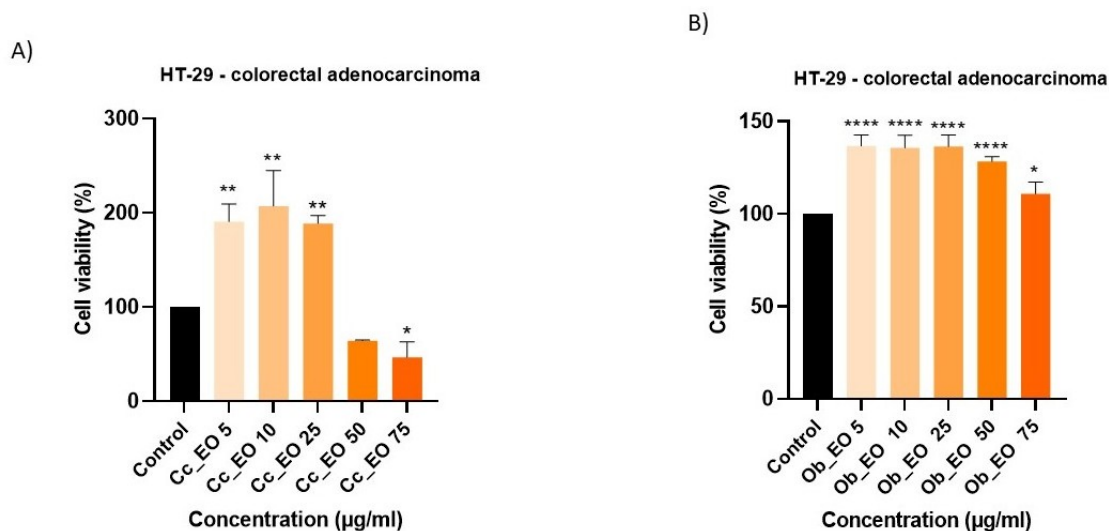 A)
HT-29 - colorectal adenocarcinoma
Cell viability (%)
300
200
100
0
**
**
**
*
Control
Cc_EO 5
Cc_EO 10
Cc_EO 25
Cc_EO 50
Cc_EO 75
Concentration (µg/ml)
B)
HT-29 - colorectal adenocarcinoma
Cell viability (%)
150
100
50
0
****
****
****
****
*
Control
Ob_EO 5
Ob_EO 10
Ob_EO 25
Ob_EO 50
Ob_EO 75
Concentration (µg/ml)